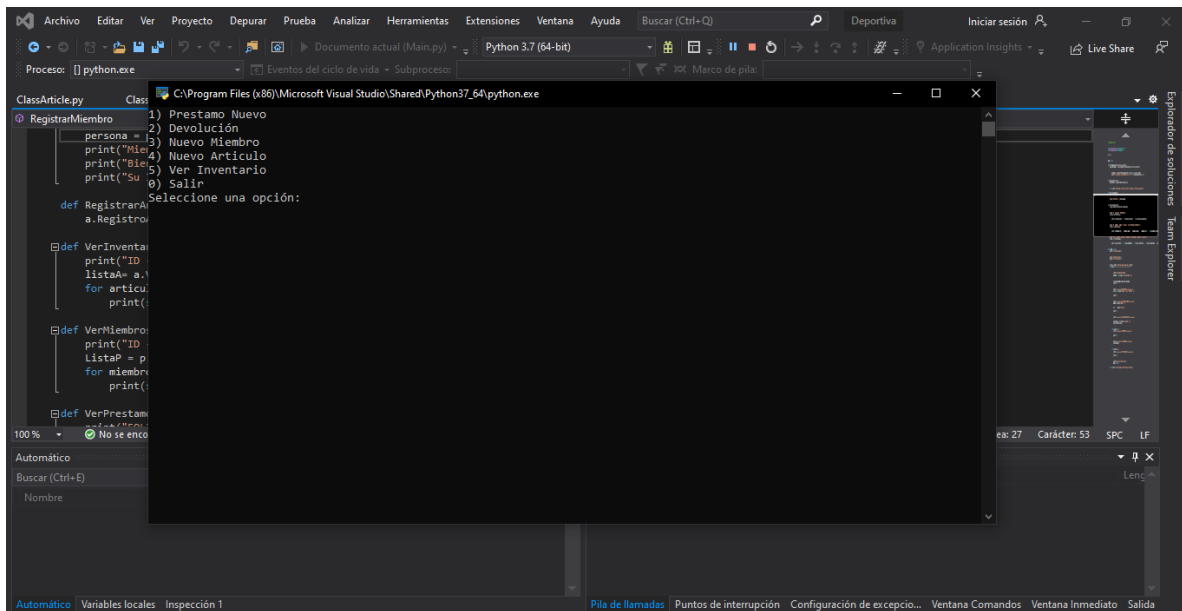 Archivo Editar Ver Proyecto Depurar Prueba Analizar Herramientas Extensiones Ventana Ayuda Buscar (Ctrl+Q) Deportiva Iniciar sesión
Documento actual (Main.py) Python 3.7 (64-bit) Application Insights Live Share
Proceso: [] python.exe Eventos del ciclo de vida Subproceso: Marco de pila:
ClassArticle.py Class
C:\Program Files (x86)\Microsoft Visual Studio\Shared\Python37_64\python.exe
RegistrarMiembro
1) Prestamo Nuevo
2) Devolución
3) Nuevo Miembro
4) Nuevo Articulo
5) Ver Inventario
0) Salir
Seleccione una opción:
persona =
print("Mie
print("Bie
print("Su
def RegistrarA
a.Registro
def VerInventa
print("ID
listaA= a.
for articu
print(
def VerMiembro
print("ID
ListaP = p
for miembr
print(
def VerPrestam
100 % No se enco
ea: 27 Carácter: 53 SPC LF
Explorador de soluciones Team Explorer
Automático
Buscar (Ctrl+E)
Nombre
Leng
Automático Variables locales Inspección 1
Pila de llamadas Puntos de interrupción Configuración de excepcio... Ventana Comandos Ventana Inmediato Salida